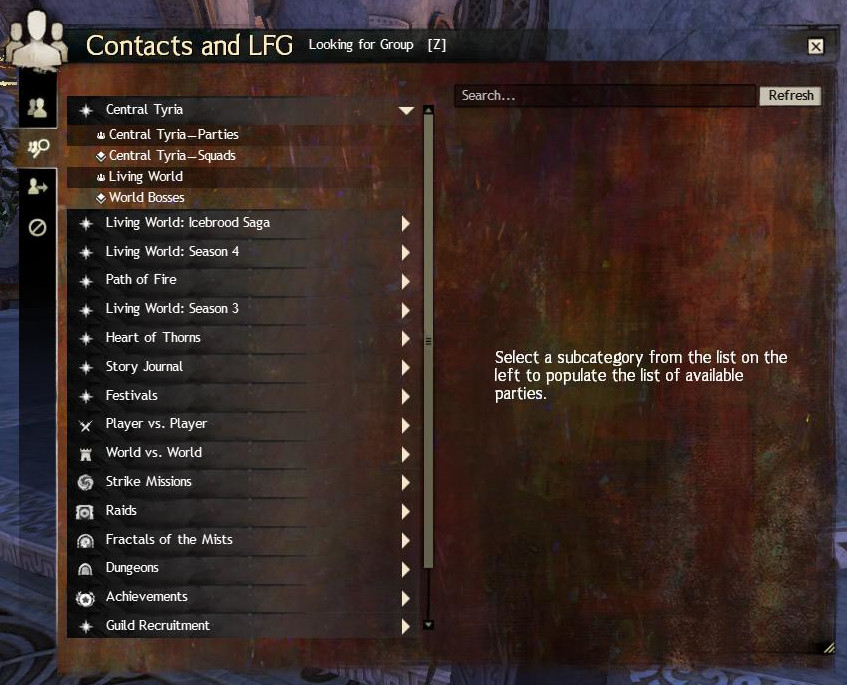 Contacts and LFG Looking for Group [Z]
Search... Refresh
Central Tyria
Central Tyria—Parties
Central Tyria—Squads
Living World
World Bosses
Living World: Icebrood Saga
Living World: Season 4
Path of Fire
Living World: Season 3
Heart of Thorns
Story Journal
Festivals
Player vs. Player
World vs. World
Strike Missions
Raids
Fractals of the Mists
Dungeons
Achievements
Guild Recruitment
Select a subcategory from the list on the
left to populate the list of available
parties.